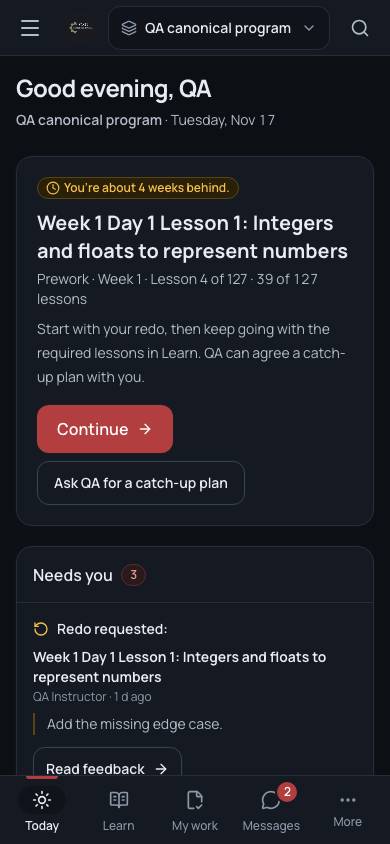 QA canonical program
Good evening, QA
QA canonical program · Tuesday, Nov 17
You're about 4 weeks behind.
Week 1 Day 1 Lesson 1: Integers
and floats to represent numbers
Prework · Week 1 · Lesson 4 of 127 · 39 of 127
lessons
Start with your redo, then keep going with the
required lessons in Learn. QA can agree a catch-
up plan with you.
Continue
Ask QA for a catch-up plan
Needs you 3
Redo requested:
Week 1 Day 1 Lesson 1: Integers and floats to
represent numbers
QA Instructor · 1 d ago
Add the missing edge case.
Read feedback
2
Today Learn My work Messages More